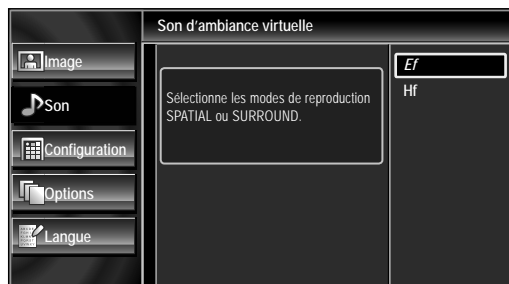 Son d'ambiance virtuelle
Image
Son
Configuration
Options
Langue
Sélectionne les modes de reproduction
SPATIAL ou SURROUND.
Ef
Hf